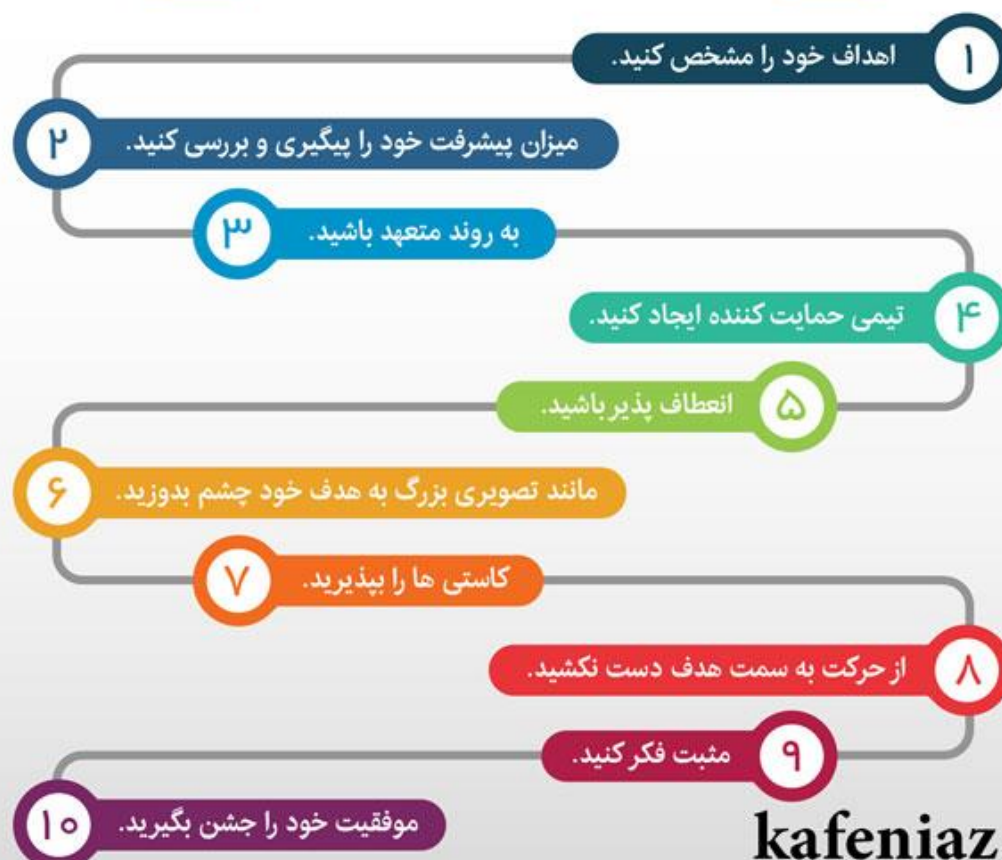 ۱ اهداف خود را مشخص کنید.
۲ میزان پیشرفت خود را پیگیری و بررسی کنید.
۳ به روند متعهد باشید.
۴ تیمی حمایت کننده ایجاد کنید.
۵ انعطاف پذیر باشید.
۶ مانند تصویری بزرگ به هدف خود چشم بدوزید.
۷ کاستی ها را بپذیرید.
۸ از حرکت به سمت هدف دست نکشید.
۹ مثبت فکر کنید.
۱۰ موفقیت خود را جشن بگیرید.
kafeniaz